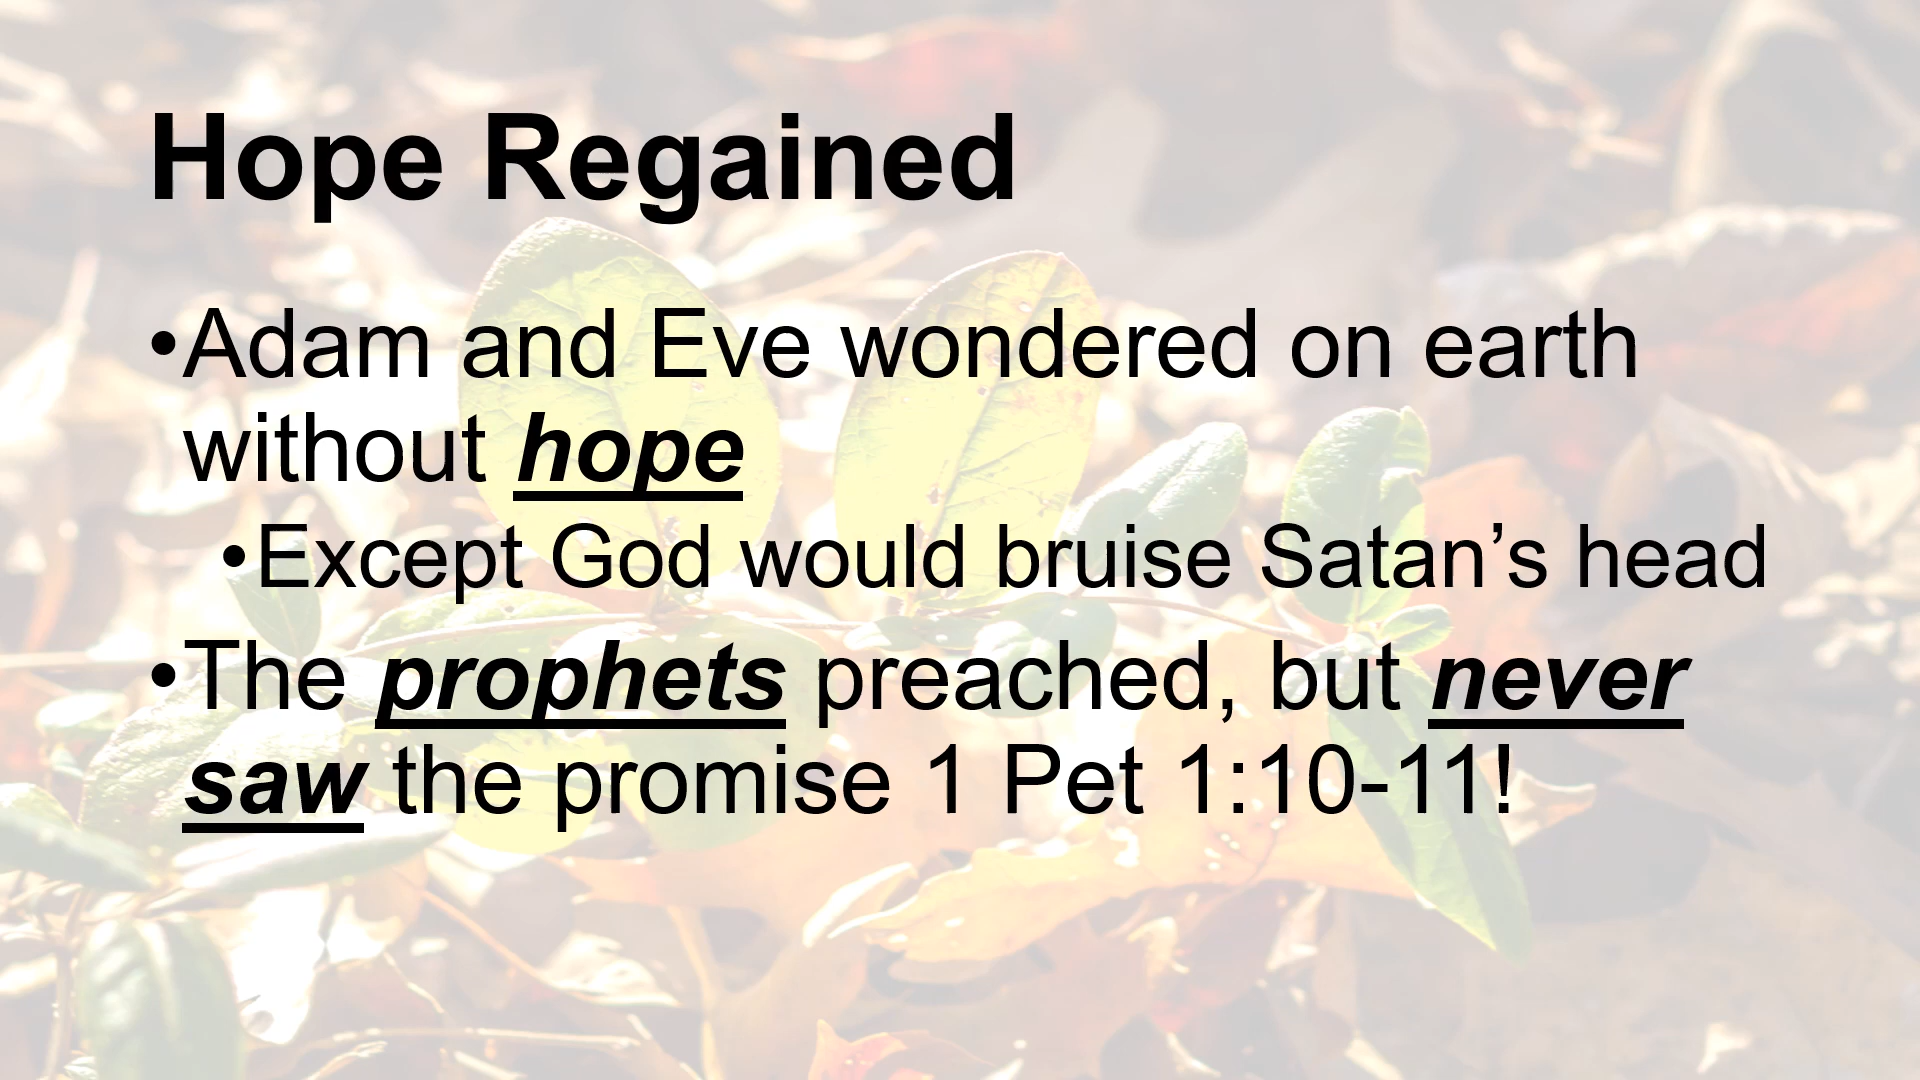 Hope Regained
•Adam and Eve wondered on earth
without hope
•Except God would bruise Satan’s head
•The prophets preached, but never
saw the promise 1 Pet 1:10-11!